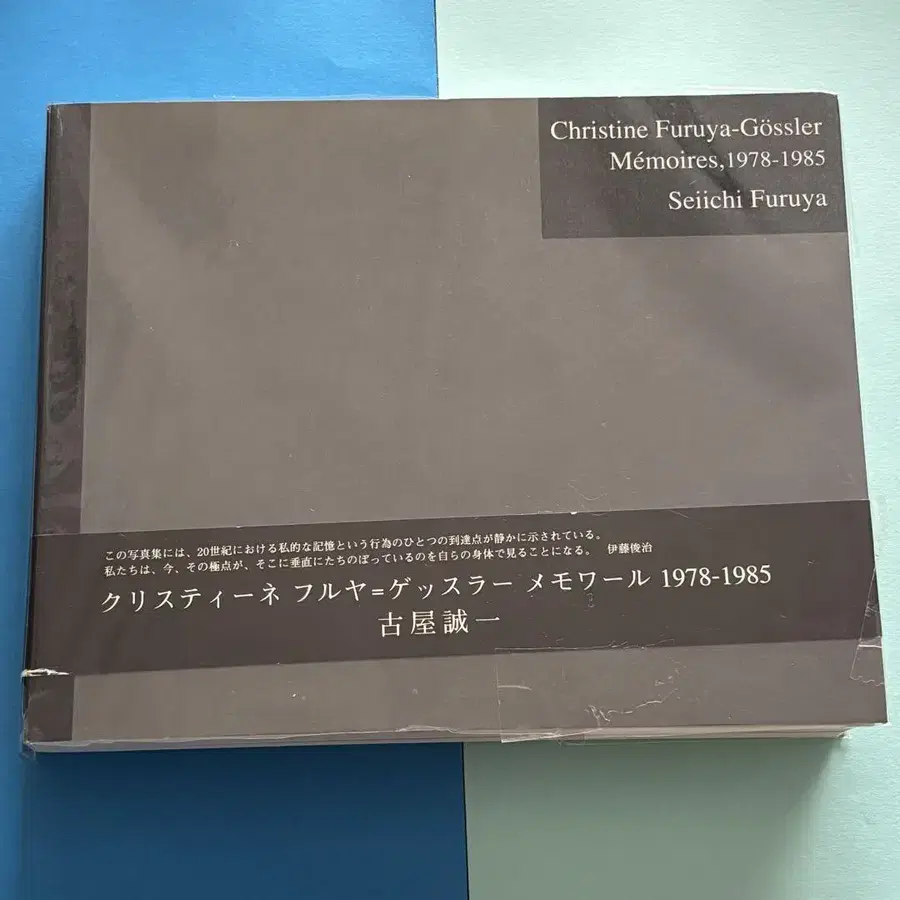 Christine Furuya-Gössler
Mémoires,1978-1985
Seiichi Furuya
この写真集には、20世紀における私的な記憶という行為のひとつの到達点が静かに示されている。
私たちは、今、その極点が、そこに垂直にたちのぼっているのを自らの身体で見ることになる。 伊藤俊治
クリスティーネ フルヤ=ゲッスラー メモワール 1978-1985
古屋誠一